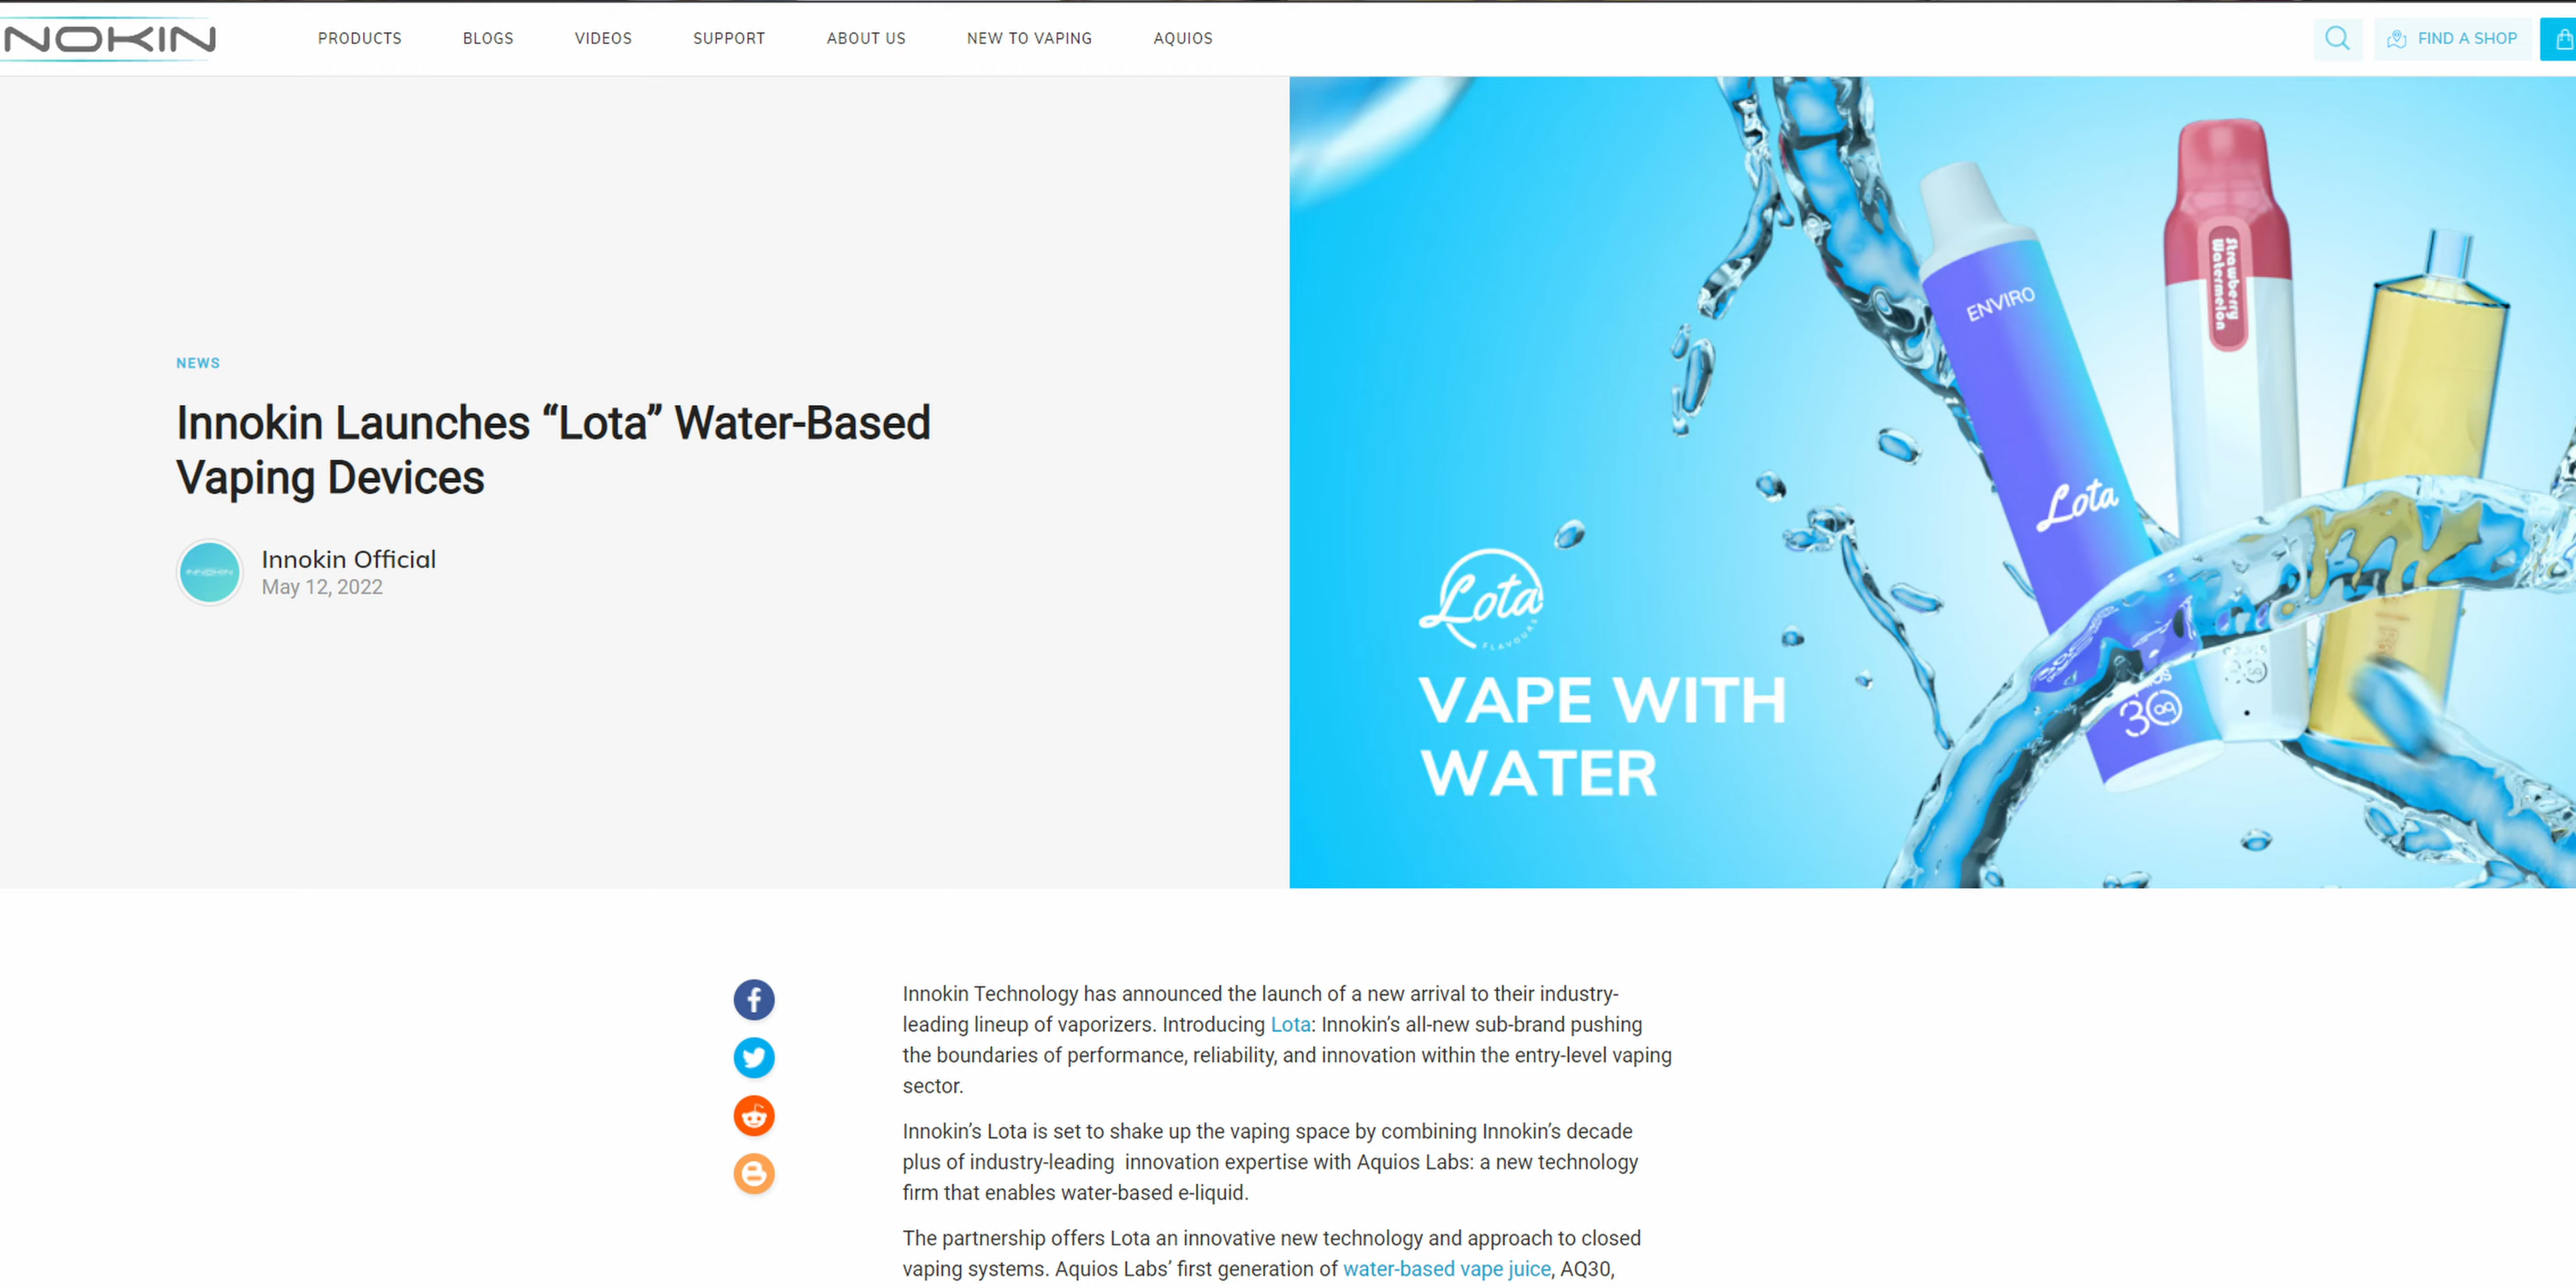 NNOKIN
PRODUCTS
BLOGS
VIDEOS
SUPPORT
ABOUT US
NEW TO VAPING
AQUIOS
FIND A SHOP
NEWS
Innokin Launches “Lota” Water-Based
Vaping Devices
INNOKIN
Innokin Official
May 12, 2022
ENVIRO
Lota
30
aq
Strawberry
Watermelon
Lota
FLAVOURS
VAPE WITH
WATER
Innokin Technology has announced the launch of a new arrival to their industry-
leading lineup of vaporizers. Introducing Lota: Innokin’s all-new sub-brand pushing
the boundaries of performance, reliability, and innovation within the entry-level vaping
sector.
Innokin’s Lota is set to shake up the vaping space by combining Innokin’s decade
plus of industry-leading  innovation expertise with Aquios Labs: a new technology
firm that enables water-based e-liquid.
The partnership offers Lota an innovative new technology and approach to closed
vaping systems. Aquios Labs’ first generation of water-based vape juice, AQ30,